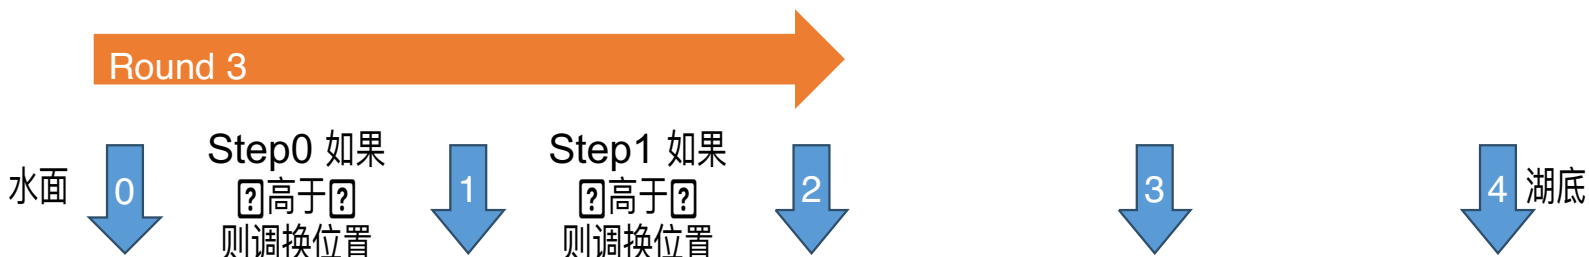 Round 3
水面
0
Step0 如果
⍰高于⍰
则调换位置
1
Step1 如果
⍰高于⍰
则调换位置
2
3
4
湖底